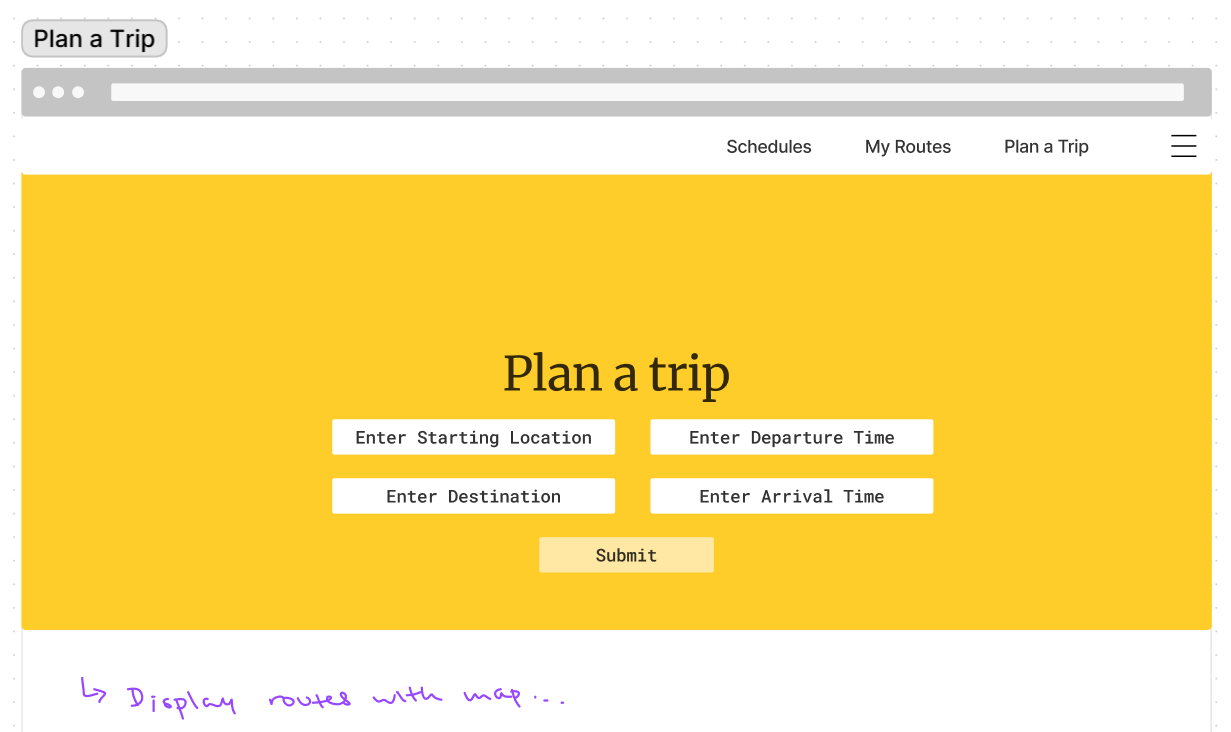 Plan a Trip
Schedules My Routes Plan a Trip
Plan a trip
Enter Starting Location Enter Departure Time
Enter Destination Enter Arrival Time
Submit
↳ Display routes with map...